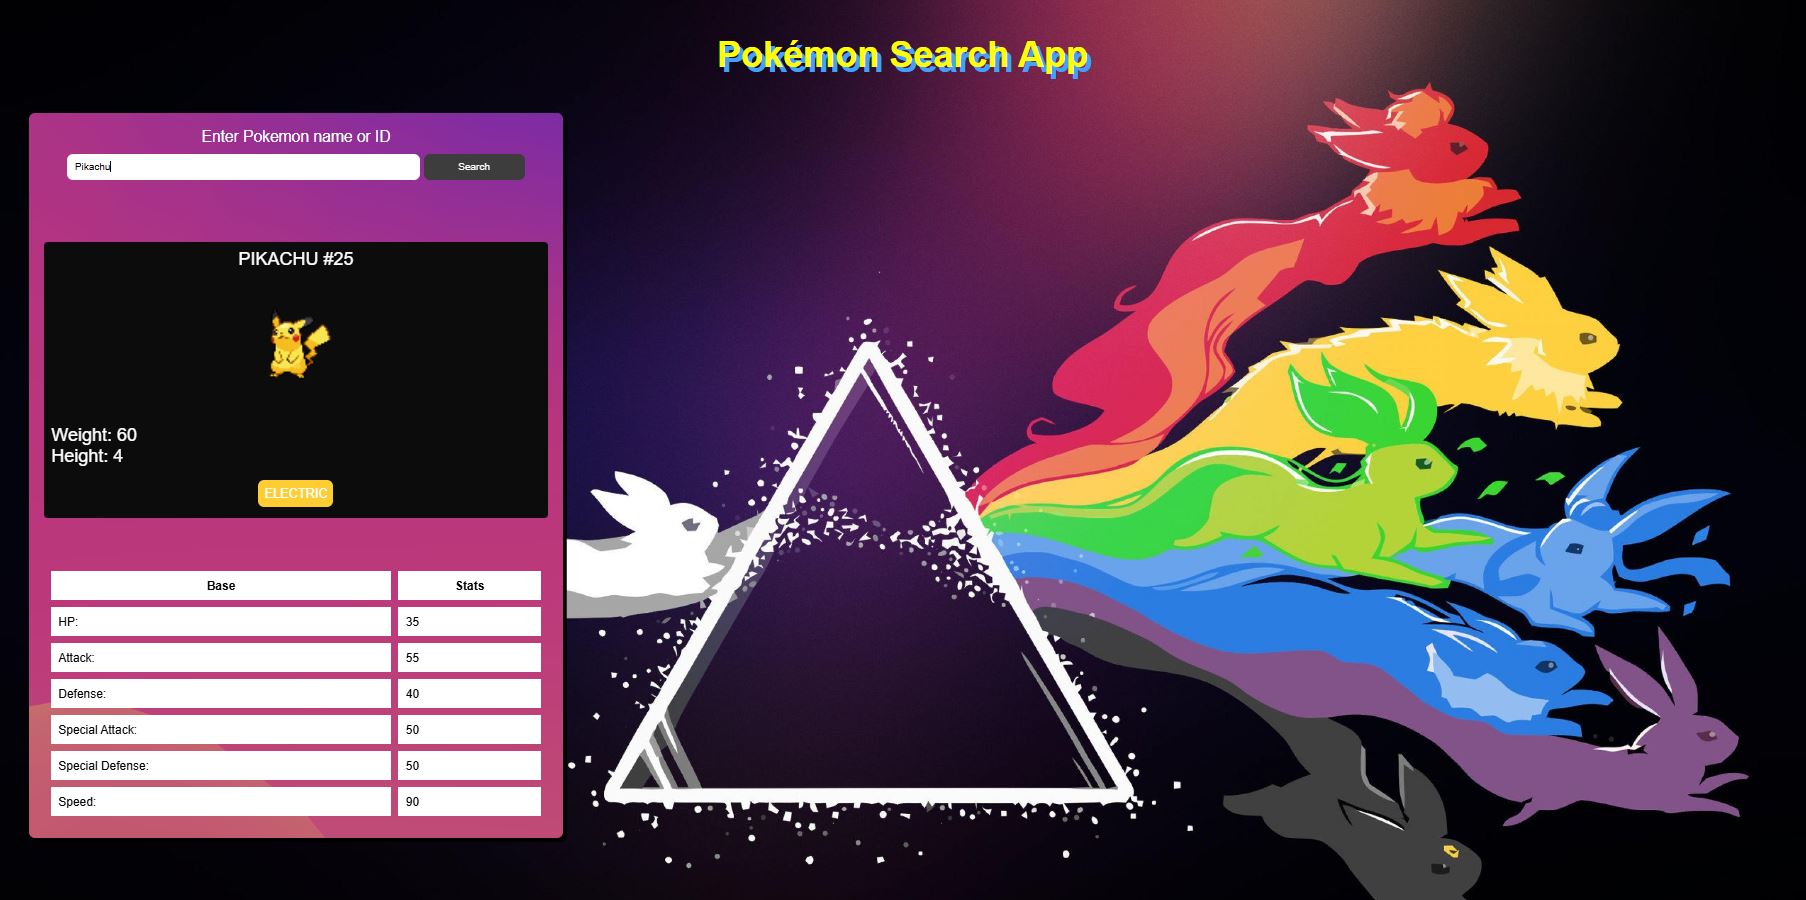 Pokémon Search App
Enter Pokemon name or ID
Pikachu Search
PIKACHU #25
Weight: 60
Height: 4
ELECTRIC
Base Stats
HP: 35
Attack: 55
Defense: 40
Special Attack: 50
Special Defense: 50
Speed: 90